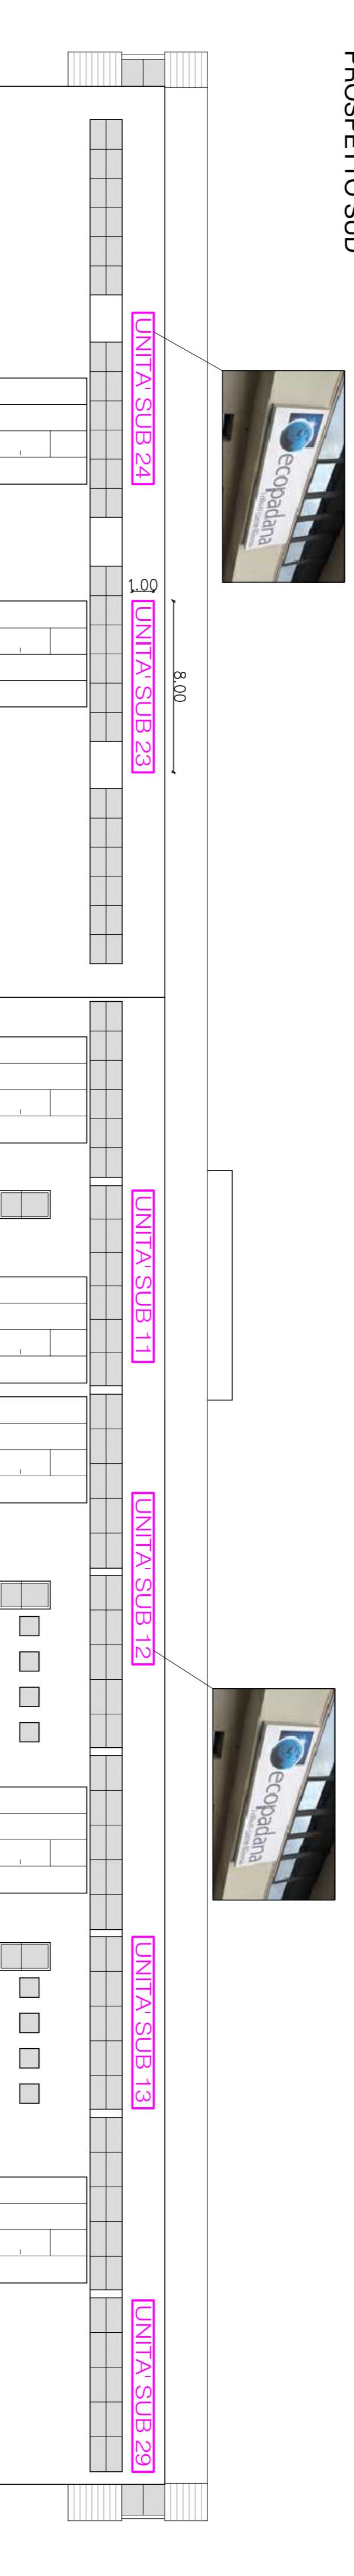 PROSPETTO SUD
UNITA' SUB 24
ecopadana
1.00
8.00
UNITA' SUB 23
UNITA' SUB 11
UNITA' SUB 12
ecopadana
UNITA' SUB 13
UNITA' SUB 29